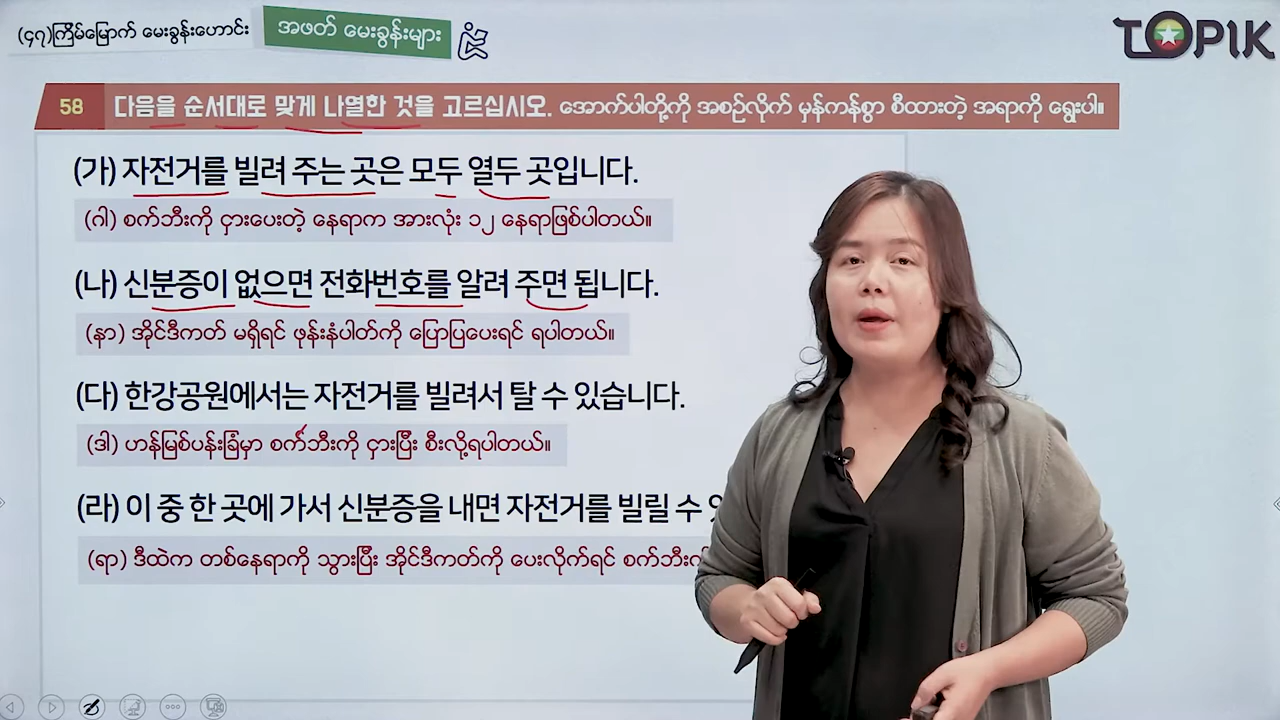 (၄၇)ကြိမ်မြောက် မေးခွန်းဟောင်း
အဖတ် မေးခွန်းများ
TOPIK
58 다음을 순서대로 맞게 나열한 것을 고르십시오. အောက်ပါတို့ကို အစဉ်လိုက် မှန်ကန်စွာ စီထားတဲ့ အရာကို ရွေးပါ။
(가) 자전거를 빌려 주는 곳은 모두 열두 곳입니다.
(ဂါ) စက်ဘီးကို ငှားပေးတဲ့ နေရာက အားလုံး ၁၂ နေရာဖြစ်ပါတယ်။
(나) 신분증이 없으면 전화번호를 알려 주면 됩니다.
(နာ) အိုင်ဒီကတ် မရှိရင် ဖုန်းနံပါတ်ကို ပြောပြပေးရင် ရပါတယ်။
(다) 한강공원에서는 자전거를 빌려서 탈 수 있습니다.
(ဒါ) ဟန်မြစ်ပန်းခြံမှာ စက်ဘီးကို ငှားပြီး စီးလို့ရပါတယ်။
(라) 이 중 한 곳에 가서 신분증을 내면 자전거를 빌릴 수
(ရာ) ဒီထဲက တစ်နေရာကို သွားပြီး အိုင်ဒီကတ်ကို ပေးလိုက်ရင်